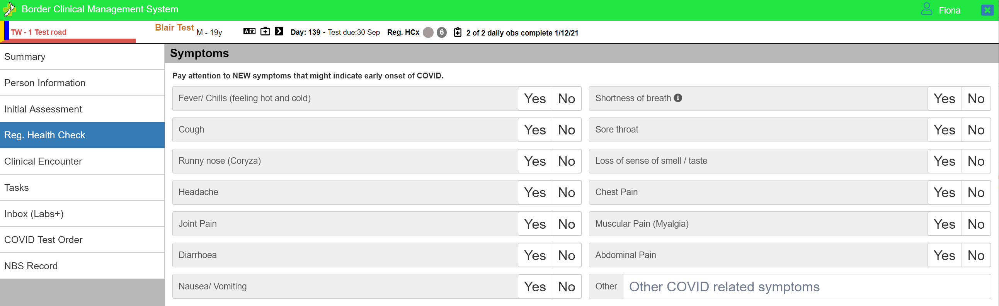 Border Clinical Management System
Fiona
TW - 1 Test road
Blair Test M - 19y
Day: 139 - Test due:30 Sep
Reg. HCx 6
2 of 2 daily obs complete 1/12/21
Summary
Person Information
Initial Assessment
Reg. Health Check
Clinical Encounter
Tasks
Inbox (Labs+)
COVID Test Order
NBS Record
Symptoms
Pay attention to NEW symptoms that might indicate early onset of COVID.
Fever/ Chills (feeling hot and cold) Yes No
Shortness of breath Yes No
Cough Yes No
Sore throat Yes No
Runny nose (Coryza) Yes No
Loss of sense of smell / taste Yes No
Headache Yes No
Chest Pain Yes No
Joint Pain Yes No
Muscular Pain (Myalgia) Yes No
Diarrhoea Yes No
Abdominal Pain Yes No
Nausea/ Vomiting Yes No
Other Other COVID related symptoms